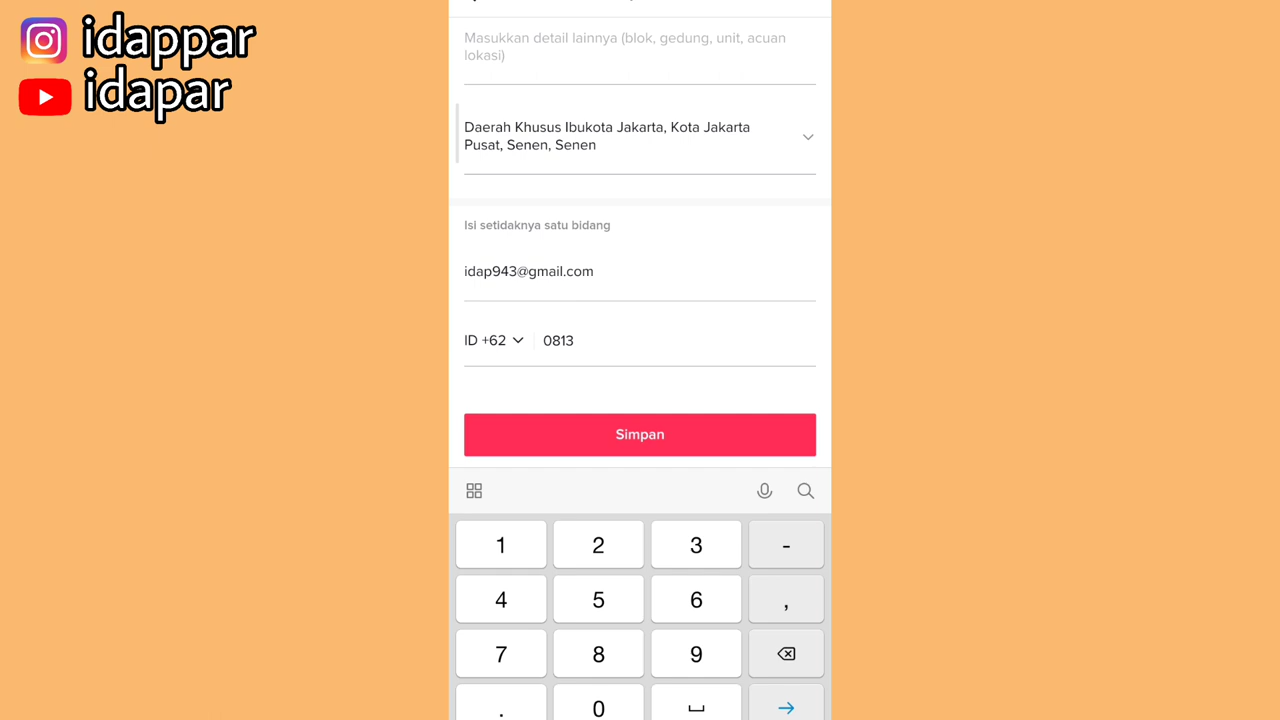 idappar
idapar
Masukkan detail lainnya (blok, gedung, unit, acuan
lokasi)
Daerah Khusus Ibukota Jakarta, Kota Jakarta
Pusat, Senen, Senen
Isi setidaknya satu bidang
idap943@gmail.com
ID +62 0813
Simpan
1 2 3 -
4 5 6 ,
7 8 9
. 0